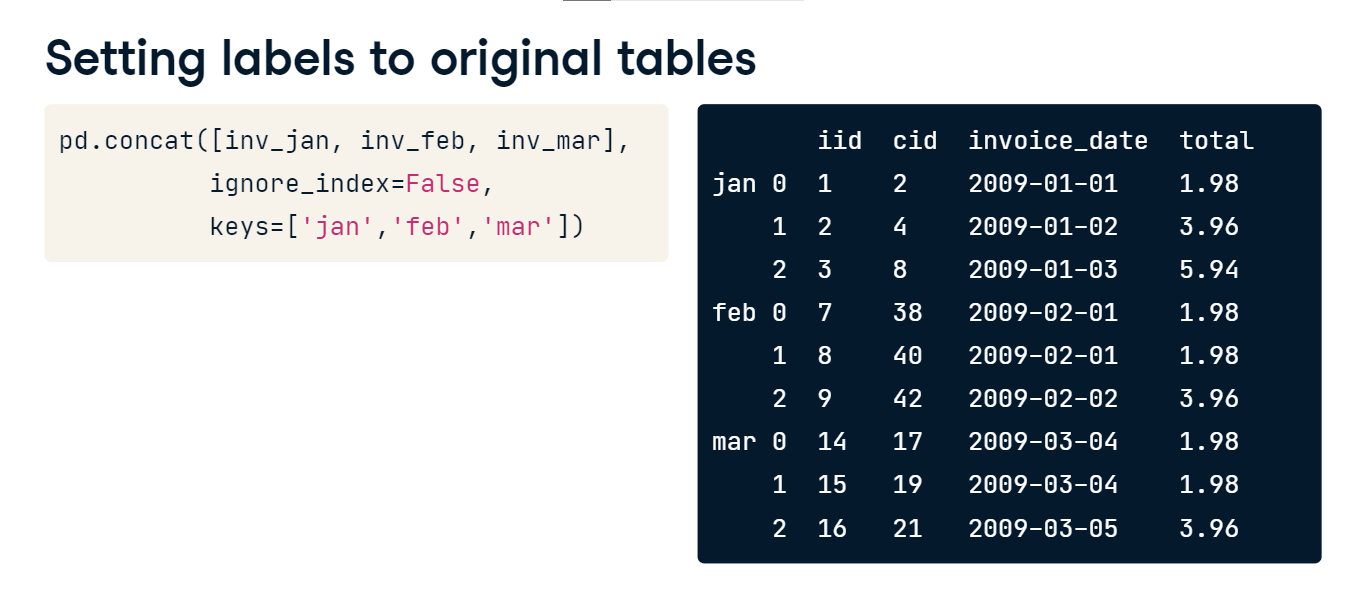 Setting labels to original tables
pd.concat([inv_jan, inv_feb, inv_mar],
          ignore_index=False,
          keys=['jan','feb','mar'])
       iid  cid  invoice_date  total
jan 0  1    2    2009-01-01    1.98
    1  2    4    2009-01-02    3.96
    2  3    8    2009-01-03    5.94
feb 0  7    38   2009-02-01    1.98
    1  8    40   2009-02-01    1.98
    2  9    42   2009-02-02    3.96
mar 0  14   17   2009-03-04    1.98
    1  15   19   2009-03-04    1.98
    2  16   21   2009-03-05    3.96